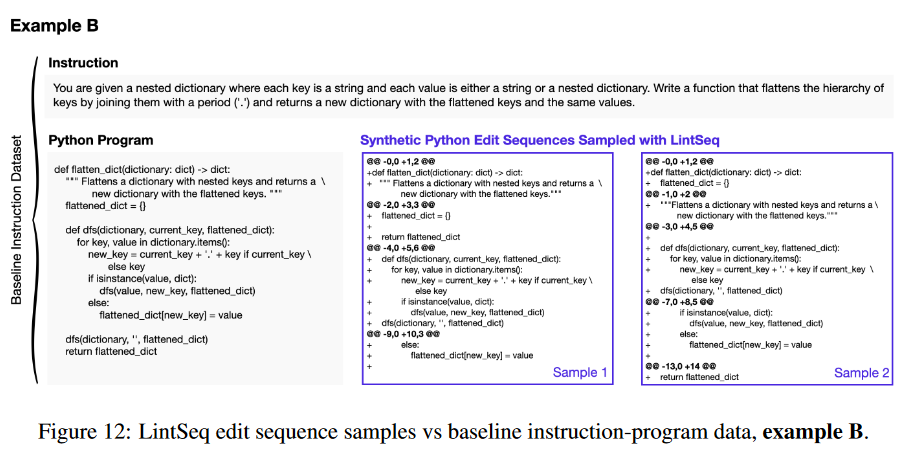 Example B
Baseline Instruction Dataset
Instruction
You are given a nested dictionary where each key is a string and each value is either a string or a nested dictionary. Write a function that flattens the hierarchy of
keys by joining them with a period ('.') and returns a new dictionary with the flattened keys and the same values.
Python Program
def flatten_dict(dictionary: dict) -> dict:
""" Flattens a dictionary with nested keys and returns a \
new dictionary with the flattened keys. """
flattened_dict = {}
def dfs(dictionary, current_key, flattened_dict):
for key, value in dictionary.items():
new_key = current_key + '.' + key if current_key \
else key
if isinstance(value, dict):
dfs(value, new_key, flattened_dict)
else:
flattened_dict[new_key] = value
dfs(dictionary, '', flattened_dict)
return flattened_dict
Synthetic Python Edit Sequences Sampled with LintSeq
@@ -0,0 +1,2 @@
+def flatten_dict(dictionary: dict) -> dict:
+ """ Flattens a dictionary with nested keys and returns a \
new dictionary with the flattened keys."""
@@ -2,0 +3,3 @@
+ flattened_dict = {}
+
+ return flattened_dict
@@ -4,0 +5,6 @@
+ def dfs(dictionary, current_key, flattened_dict):
+ for key, value in dictionary.items():
+ new_key = current_key + '.' + key if current_key \
else key
+ if isinstance(value, dict):
+ dfs(value, new_key, flattened_dict)
+ dfs(dictionary, '', flattened_dict)
@@ -9,0 +10,3 @@
+ else:
+ flattened_dict[new_key] = value
+
Sample 1
@@ -0,0 +1,2 @@
+def flatten_dict(dictionary: dict) -> dict:
+ flattened_dict = {}
@@ -1,0 +2 @@
+ """Flattens a dictionary with nested keys and returns a \
new dictionary with the flattened keys."""
@@ -3,0 +4,5 @@
+
+ def dfs(dictionary, current_key, flattened_dict):
+ for key, value in dictionary.items():
+ new_key = current_key + '.' + key if current_key \
else key
+ dfs(dictionary, '', flattened_dict)
@@ -7,0 +8,5 @@
+ if isinstance(value, dict):
+ dfs(value, new_key, flattened_dict)
+ else:
+ flattened_dict[new_key] = value
+
@@ -13,0 +14 @@
+ return flattened_dict
Sample 2
Figure 12: LintSeq edit sequence samples vs baseline instruction-program data, example B.